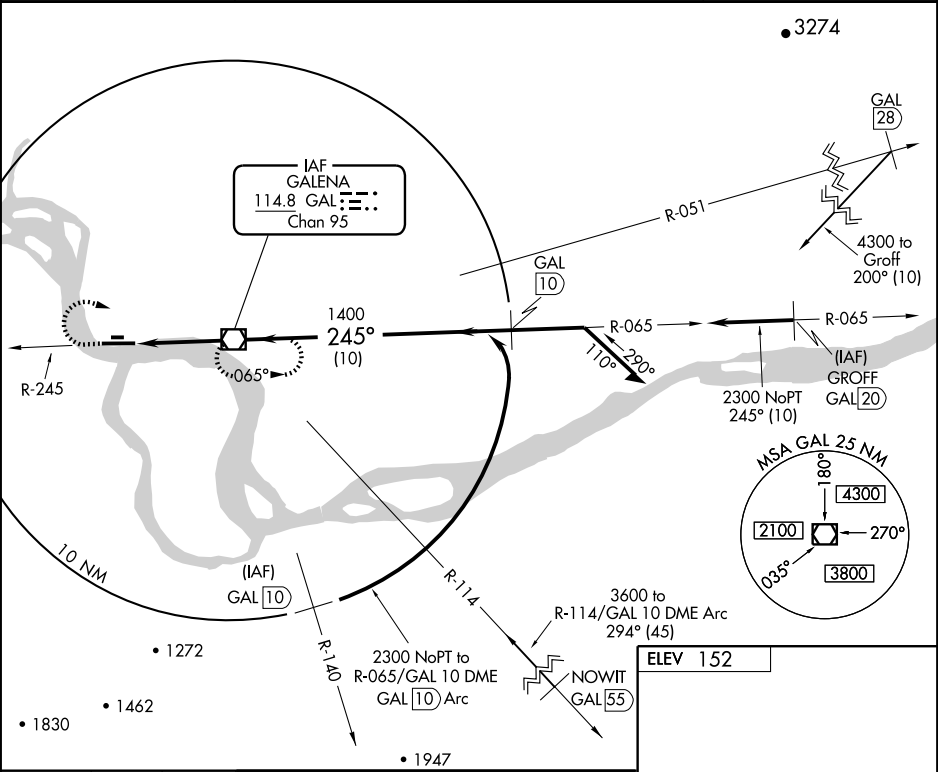 3274
GAL
28
IAF
GALENA
114.8 GAL
Chan 95
R-051
4300 to
Groff
200° (10)
GAL
10
1400
245°
(10)
R-065
R-065
(IAF)
GROFF
GAL 20
110°
290°
2300 NoPT
245° (10)
R-245
065°
MSA GAL 25 NM
180°
4300
2100
270°
035°
3800
10 NM
(IAF)
GAL 10
R-114
3600 to
R-114/GAL 10 DME Arc
294° (45)
R-140
2300 NoPT to
R-065/GAL 10 DME
GAL 10 Arc
NOWIT
GAL 55
ELEV 152
1272
1462
1830
1947